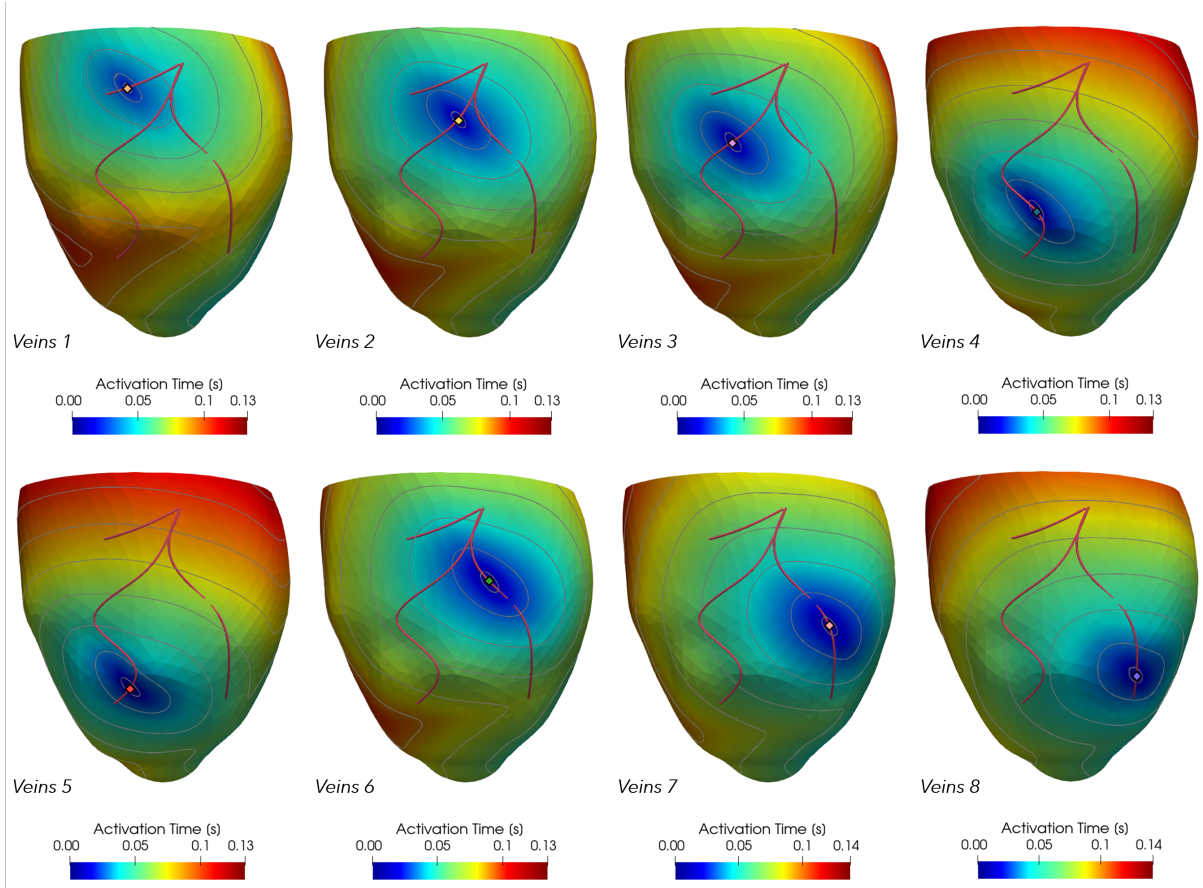 Veins 1
Veins 2
Veins 3
Veins 4
Activation Time (s)
0.00 0.05 0.1 0.13
Activation Time (s)
0.00 0.05 0.1 0.13
Activation Time (s)
0.00 0.05 0.1 0.13
Activation Time (s)
0.00 0.05 0.1 0.13
Veins 5
Veins 6
Veins 7
Veins 8
Activation Time (s)
0.00 0.05 0.1 0.13
Activation Time (s)
0.00 0.05 0.1 0.13
Activation Time (s)
0.00 0.05 0.1 0.14
Activation Time (s)
0.00 0.05 0.1 0.14